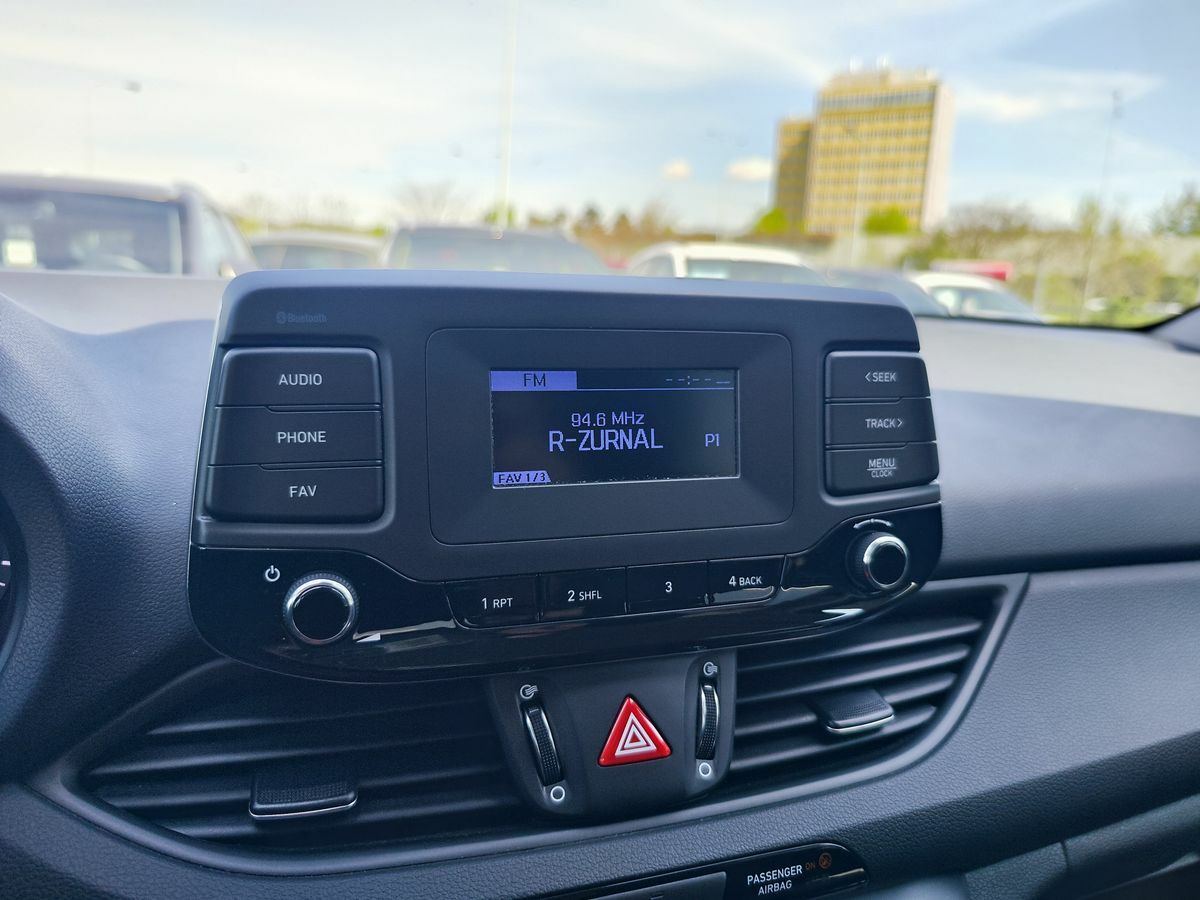 Bluetooth
AUDIO
PHONE
FAV
FM
--:-- --
94.6 MHz
R-ZURNAL
P1
FAV 1/3
< SEEK
TRACK >
MENU
CLOCK
1 RPT
2 SHFL
3
4 BACK
PASSENGER
AIRBAG
ON